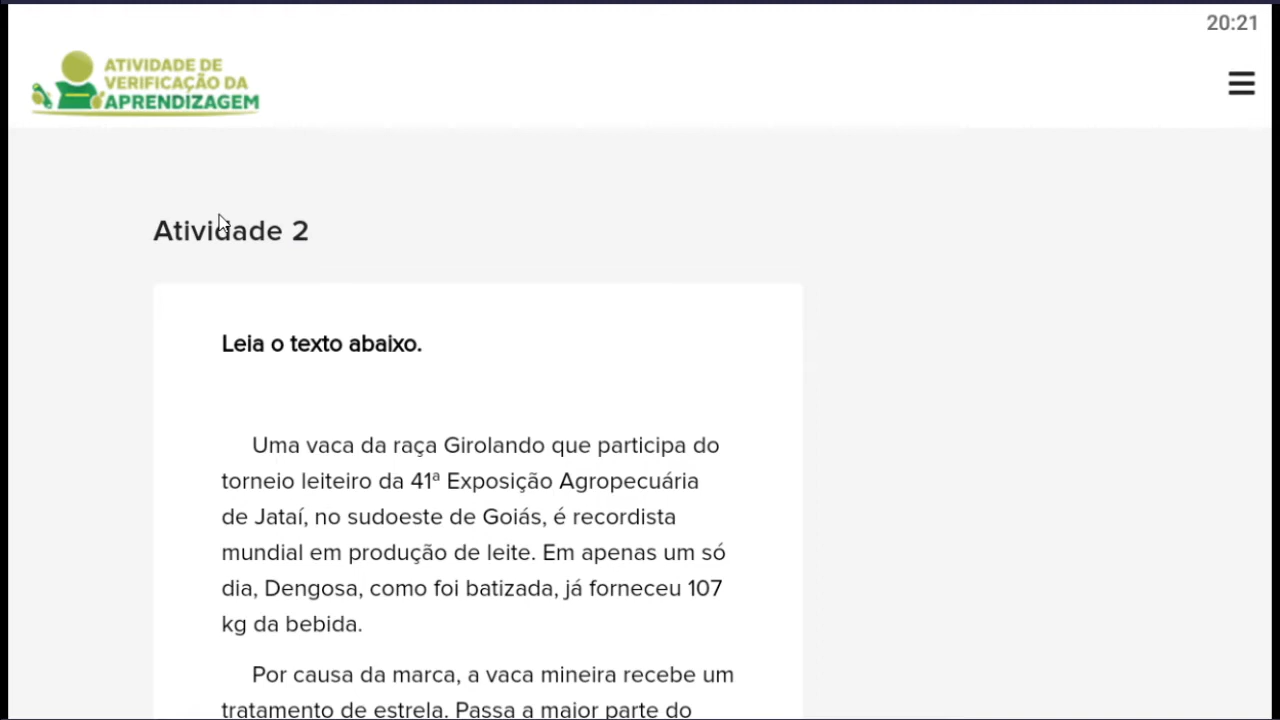 20:21
ATIVIDADE DE
VERIFICAÇÃO DA
APRENDIZAGEM
Atividade 2
Leia o texto abaixo.
Uma vaca da raça Girolando que participa do
torneio leiteiro da 41ª Exposição Agropecuária
de Jataí, no sudoeste de Goiás, é recordista
mundial em produção de leite. Em apenas um só
dia, Dengosa, como foi batizada, já forneceu 107
kg da bebida.
Por causa da marca, a vaca mineira recebe um
tratamento de estrela. Passa a maior parte do